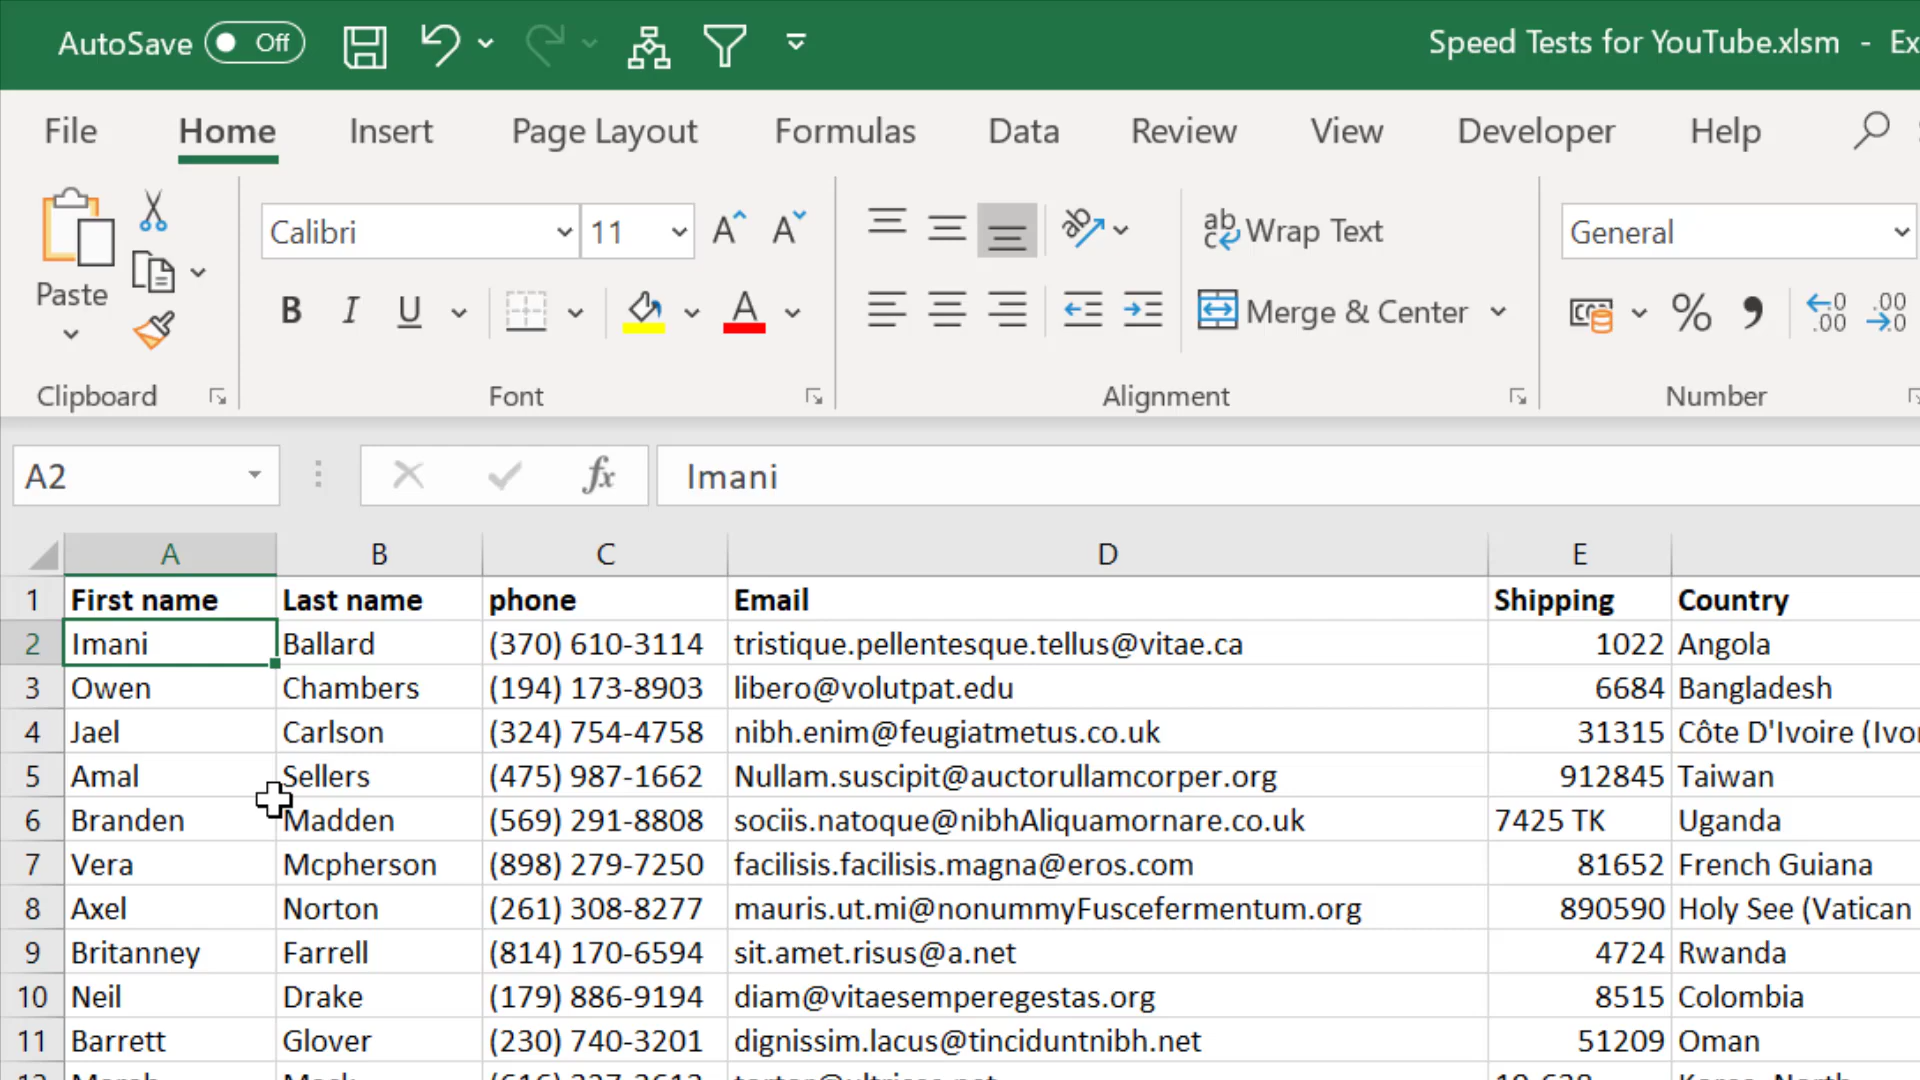 AutoSave Off Speed Tests for YouTube.xlsm - Ex
File Home Insert Page Layout Formulas Data Review View Developer Help
Calibri 11 Wrap Text General
Paste B I U A Merge & Center % .00 .00
Clipboard Font Alignment Number
A2 fx Imani
A B C D E
1 First name Last name phone Email Shipping Country
2 Imani Ballard (370) 610-3114 tristique.pellentesque.tellus@vitae.ca 1022 Angola
3 Owen Chambers (194) 173-8903 libero@volutpat.edu 6684 Bangladesh
4 Jael Carlson (324) 754-4758 nibh.enim@feugiatmetus.co.uk 31315 Côte D'Ivoire (Ivo
5 Amal Sellers (475) 987-1662 Nullam.suscipit@auctorullamcorper.org 912845 Taiwan
6 Branden Madden (569) 291-8808 sociis.natoque@nibhAliquamornare.co.uk 7425 TK Uganda
7 Vera Mcpherson (898) 279-7250 facilisis.facilisis.magna@eros.com 81652 French Guiana
8 Axel Norton (261) 308-8277 mauris.ut.mi@nonummyFuscefermentum.org 890590 Holy See (Vatican
9 Britanney Farrell (814) 170-6594 sit.amet.risus@a.net 4724 Rwanda
10 Neil Drake (179) 886-9194 diam@vitaesemperegestas.org 8515 Colombia
11 Barrett Glover (230) 740-3201 dignissim.lacus@tinciduntnibh.net 51209 Oman